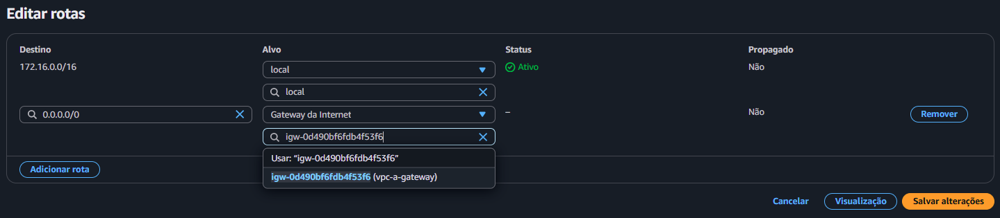 Editar rotas
Destino Alvo Status Propagado
172.16.0.0/16 local Ativo Não
local
0.0.0.0/0 Gateway da Internet – Não Remover
igw-0d490bf6fdb4f53f6
Usar: “igw-0d490bf6fdb4f53f6”
Adicionar rota igw-0d490bf6fdb4f53f6 (vpc-a-gateway)
Cancelar Visualização Salvar alterações